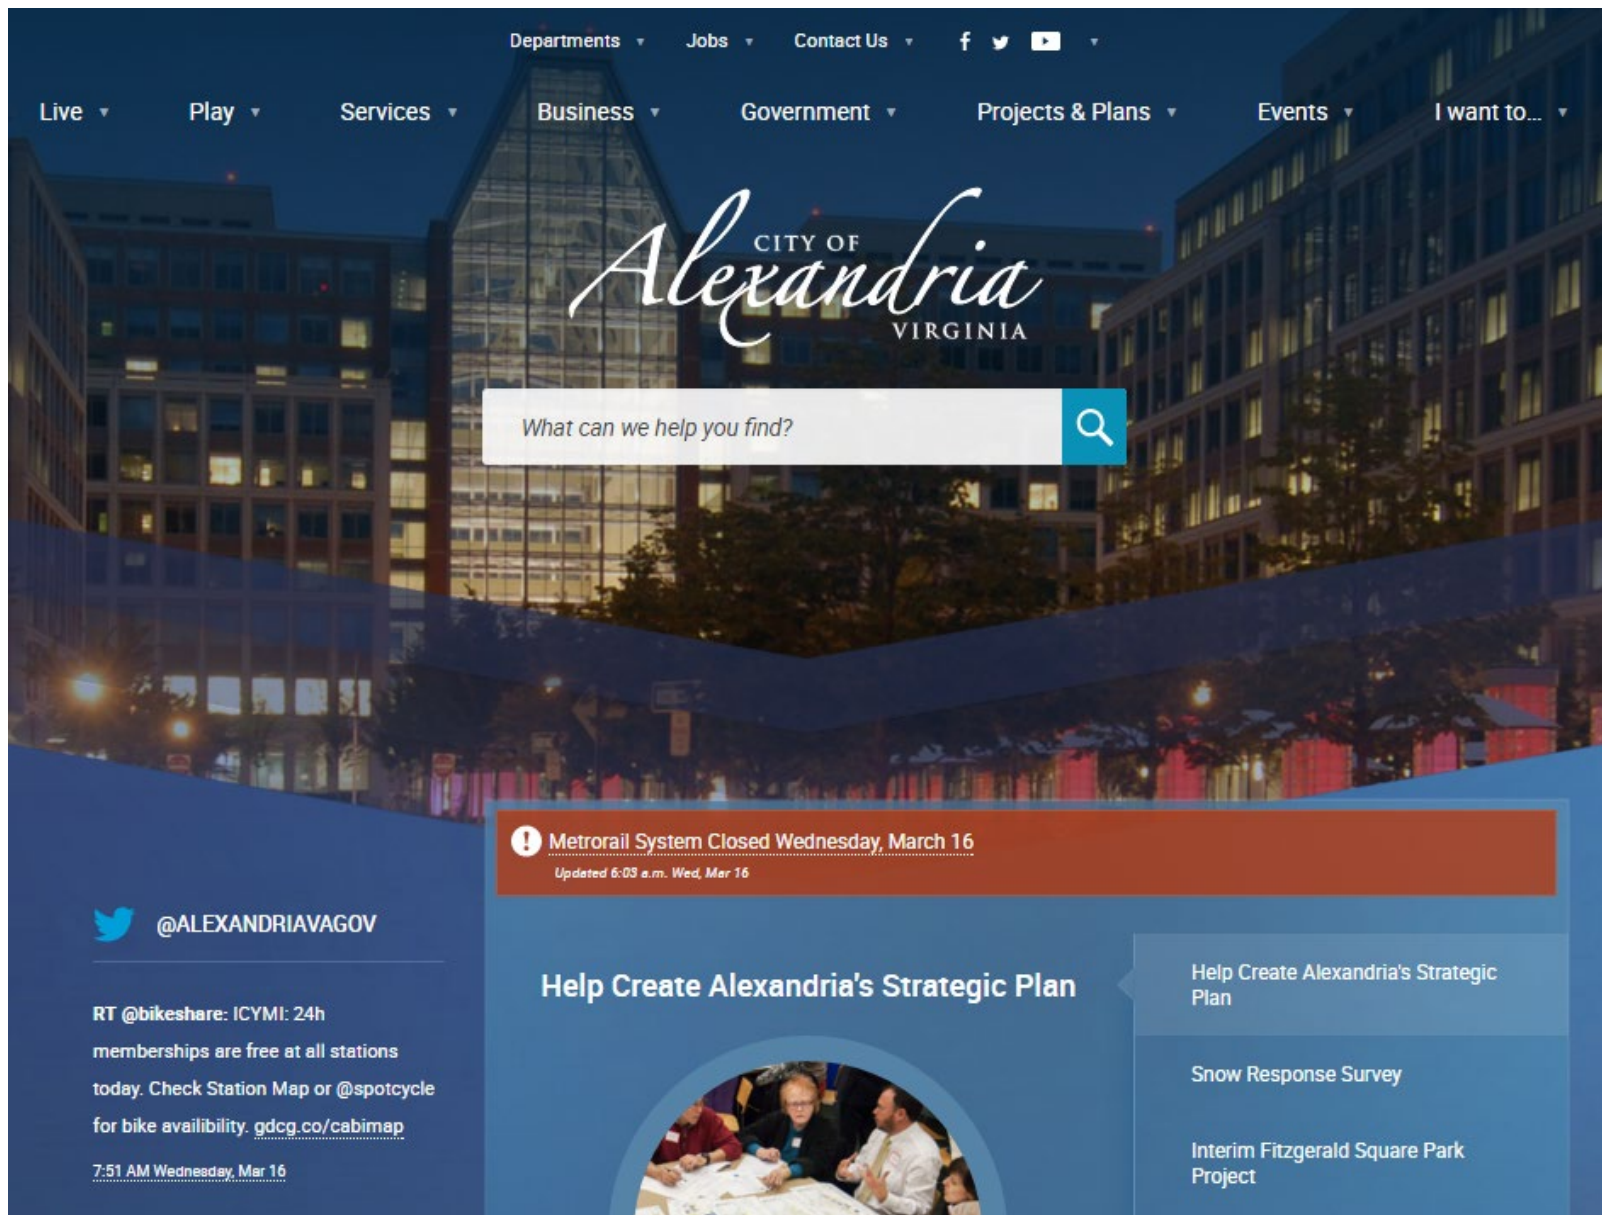 Departments
Jobs
Contact Us
Live
Play
Services
Business
Government
Projects & Plans
Events
I want to...
CITY OF
Alexandria
VIRGINIA
What can we help you find?
Metrorail System Closed Wednesday, March 16
Updated 6:03 a.m. Wed, Mar 16
@ALEXANDRIAVAGOV
RT @bikeshare: ICYMI: 24h
memberships are free at all stations
today. Check Station Map or @spotcycle
for bike availibility. gdcg.co/cabimap
7:51 AM Wednesday, Mar 16
Help Create Alexandria's Strategic Plan
Help Create Alexandria's Strategic
Plan
Snow Response Survey
Interim Fitzgerald Square Park
Project